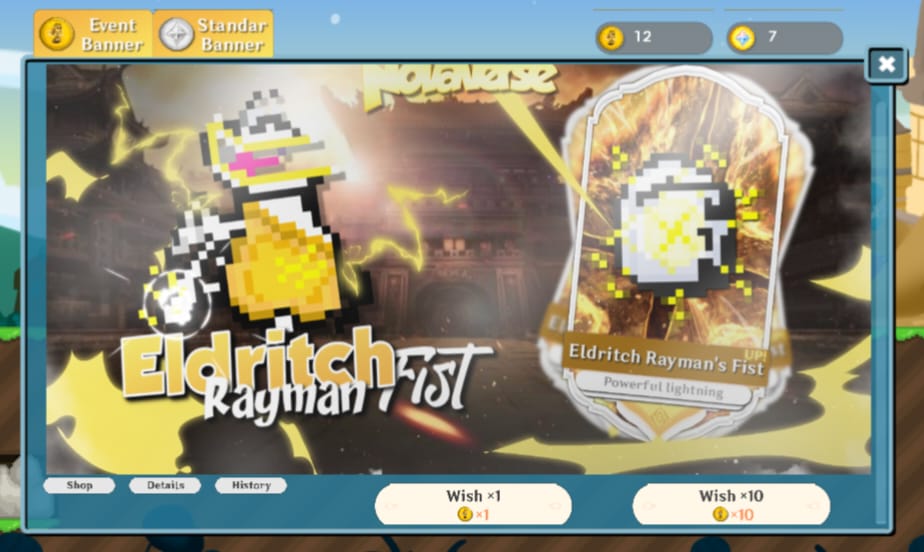 Event
Banner
Standar
Banner
12
7
Novaverse
Eldritch
Rayman Fist
UP!
Eldritch Rayman's Fist
Powerful lightning
Shop
Details
History
Wish ×1
×1
Wish ×10
×10